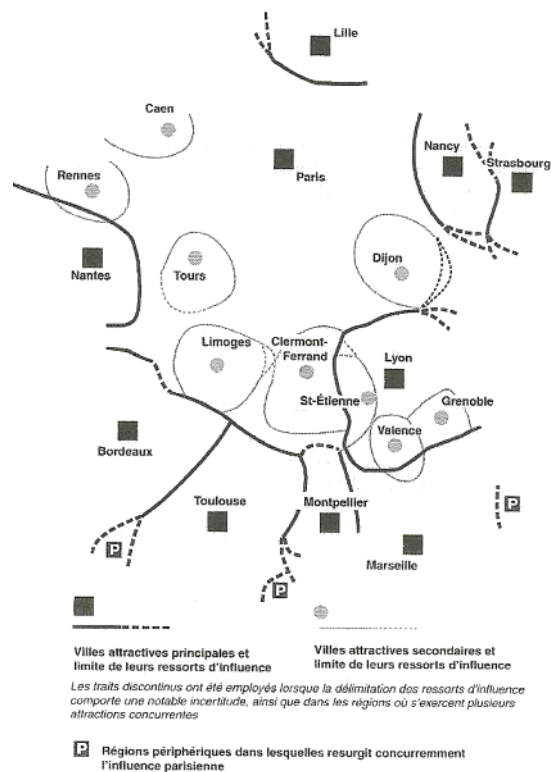 Lille
Caen
Nancy
Strasbourg
Paris
Rennes
Nantes
Tours
Dijon
Limoges
Clermont-
Ferrand
Lyon
St-Étienne
Grenoble
Valence
Bordeaux
Toulouse
Montpellier
Marseille
P
P
P
Villes attractives principales et
limite de leurs ressorts d'influence
Villes attractives secondaires et
limite de leurs ressorts d'influence
Les traits discontinus ont été employés lorsque la délimitation des ressorts d'influence
comporte une notable incertitude, ainsi que dans les régions où s'exercent plusieurs
attractions concurrentes
P Régions périphériques dans lesquelles resurgit concurremment
l'influence parisienne